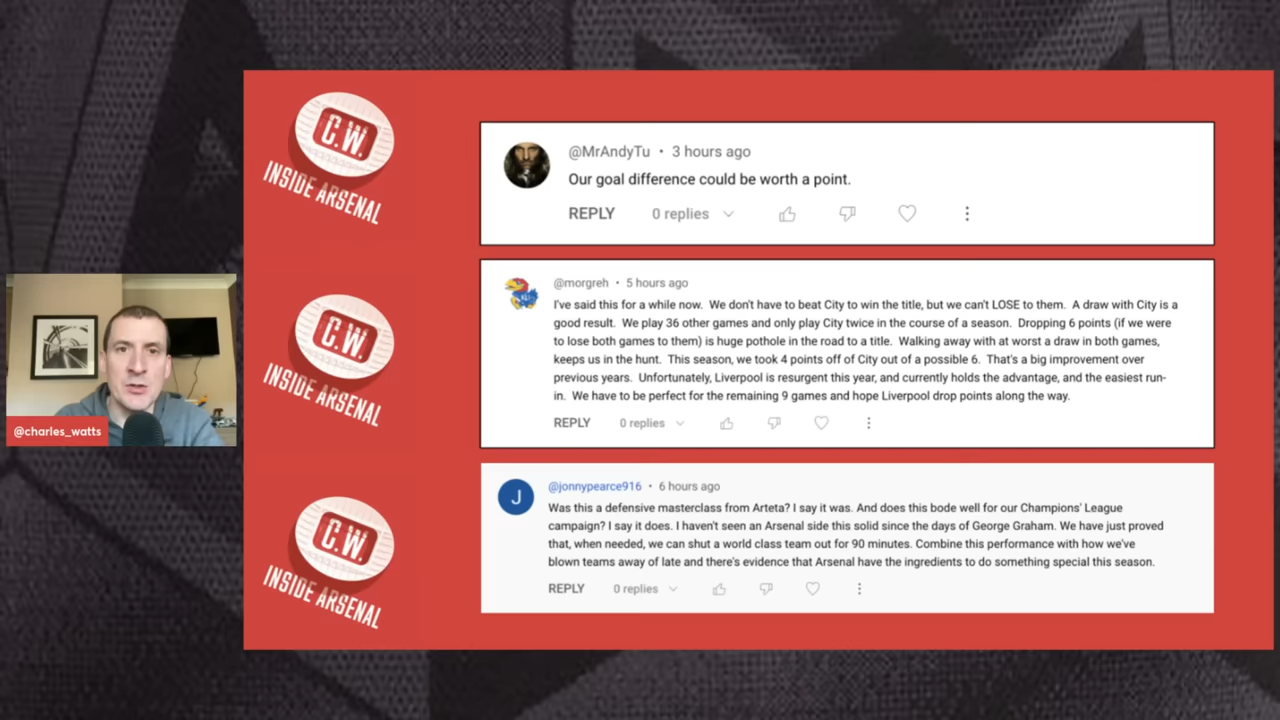 C.W.
INSIDE ARSENAL
@MrAndyTu • 3 hours ago
Our goal difference could be worth a point.
REPLY 0 replies
C.W.
INSIDE ARSENAL
@morgreh • 5 hours ago
I've said this for a while now. We don't have to beat City to win the title, but we can't LOSE to them. A draw with City is a
good result. We play 36 other games and only play City twice in the course of a season. Dropping 6 points (if we were
to lose both games to them) is huge pothole in the road to a title. Walking away with at worst a draw in both games,
keeps us in the hunt. This season, we took 4 points off of City out of a possible 6. That's a big improvement over
previous years. Unfortunately, Liverpool is resurgent this year, and currently holds the advantage, and the easiest run-
in. We have to be perfect for the remaining 9 games and hope Liverpool drop points along the way.
REPLY 0 replies
@charles_watts
C.W.
INSIDE ARSENAL
J
@jonnypearce916 • 6 hours ago
Was this a defensive masterclass from Arteta? I say it was. And does this bode well for our Champions' League
campaign? I say it does. I haven't seen an Arsenal side this solid since the days of George Graham. We have just proved
that, when needed, we can shut a world class team out for 90 minutes. Combine this performance with how we've
blown teams away of late and there's evidence that Arsenal have the ingredients to do something special this season.
REPLY 0 replies